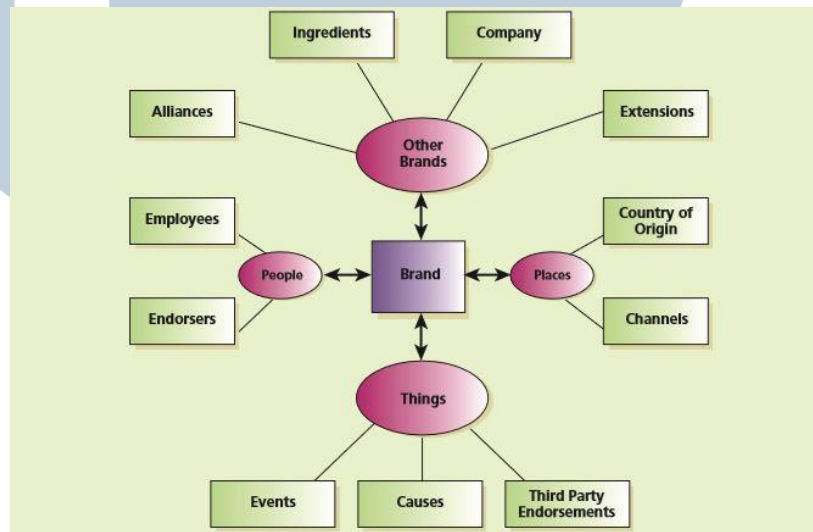 Ingredients
Company
Alliances
Extensions
Other
Brands
Employees
Country of
Origin
People
Brand
Places
Endorsers
Channels
Things
Events
Causes
Third Party
Endorsements